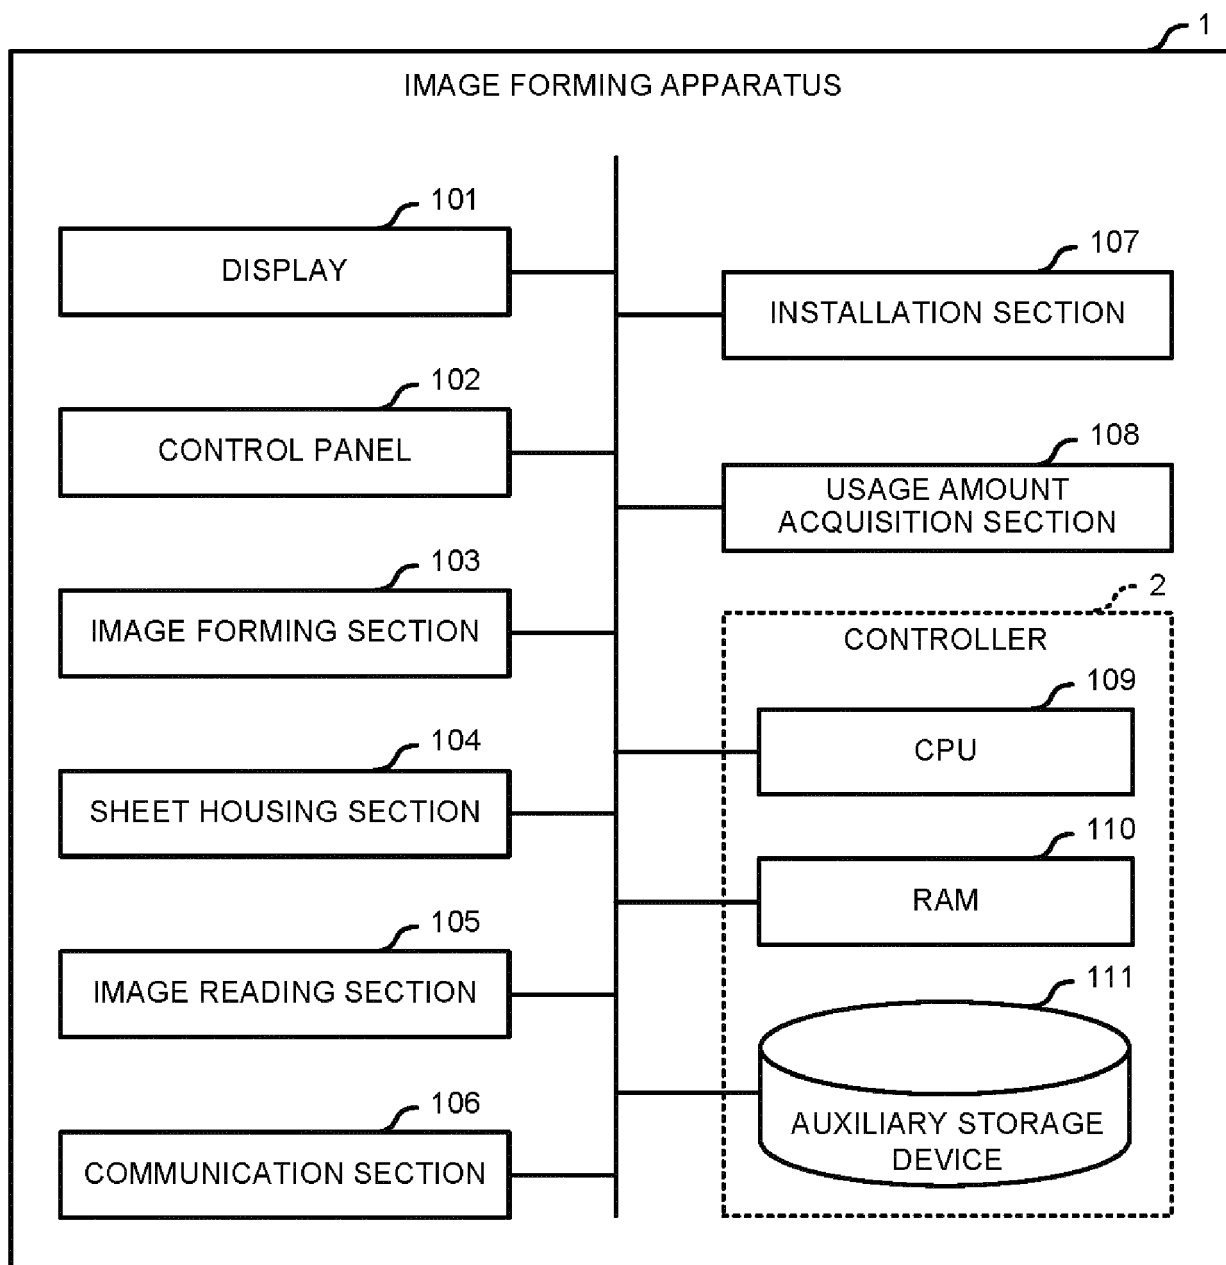 1
IMAGE FORMING APPARATUS
101
DISPLAY
102
CONTROL PANEL
103
IMAGE FORMING SECTION
104
SHEET HOUSING SECTION
105
IMAGE READING SECTION
106
COMMUNICATION SECTION
107
INSTALLATION SECTION
108
USAGE AMOUNT
ACQUISITION SECTION
2
CONTROLLER
109
CPU
110
RAM
111
AUXILIARY STORAGE
DEVICE